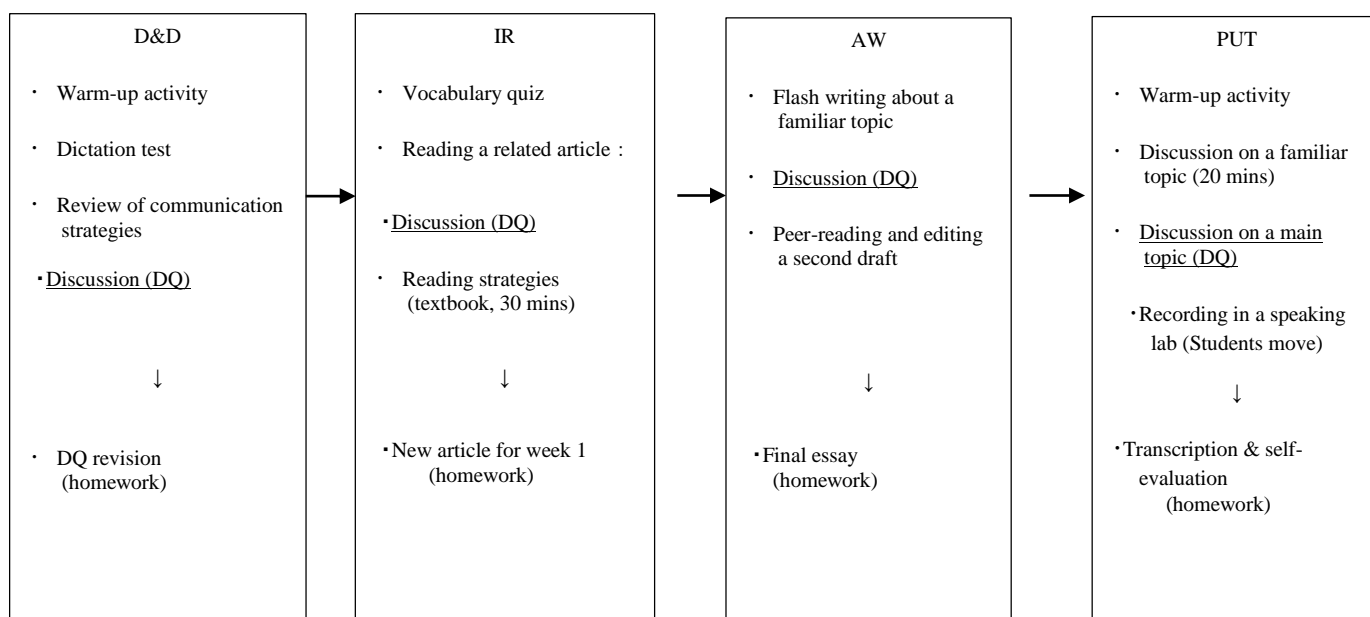 D&D
・ Warm-up activity
・ Dictation test
・ Review of communication
strategies
・Discussion (DQ)
↓
・ DQ revision
(homework)
IR
・ Vocabulary quiz
・ Reading a related article :
・Discussion (DQ)
・ Reading strategies
(textbook, 30 mins)
↓
・New article for week 1
(homework)
AW
・ Flash writing about a
familiar topic
・ Discussion (DQ)
・ Peer-reading and editing
a second draft
↓
・Final essay
(homework)
PUT
・ Warm-up activity
・ Discussion on a familiar
topic (20 mins)
・ Discussion on a main
topic (DQ)
・Recording in a speaking
lab (Students move)
↓
・Transcription & self-
evaluation
(homework)